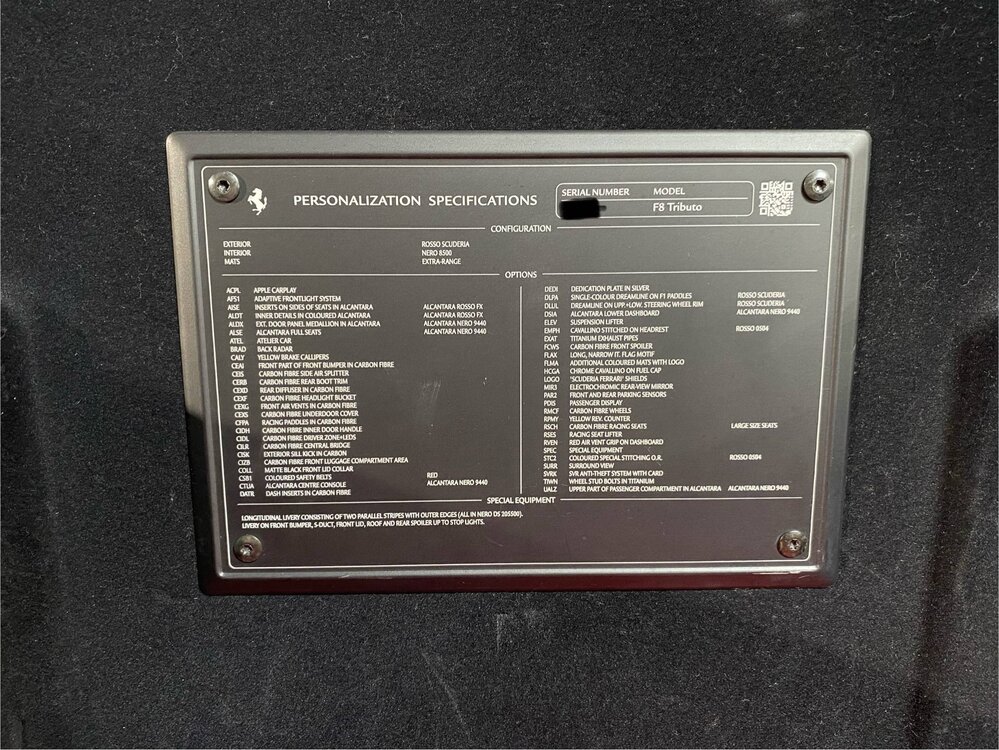 PERSONALIZATION SPECIFICATIONS
SERIAL NUMBER MODEL
F8 Tributo
CONFIGURATION
EXTERIOR ROSSO SCUDERIA
INTERIOR NERO 8500
MATS EXTRA-RANGE
OPTIONS
ACPL APPLE CARPLAY
AFS1 ADAPTIVE FRONTLIGHT SYSTEM
AISE INSERTS ON SIDES OF SEATS IN ALCANTARA ALCANTARA ROSSO FX
ALDT INNER DETAILS IN COLOURED ALCANTARA ALCANTARA ROSSO FX
ALDX EXT. DOOR PANEL MEDALLION IN ALCANTARA ALCANTARA NERO 9440
ALSE ALCANTARA FULL SEATS ALCANTARA NERO 9440
ATEL ATELIER CAR
BRAD BACK RADAR
CALY YELLOW BRAKE CALLIPERS
CEAI FRONT PART OF FRONT BUMPER IN CARBON FIBRE
CEIS CARBON FIBRE SIDE AIR SPLITTER
CERB CARBON FIBRE REAR BOOT TRIM
CEXD REAR DIFFUSER IN CARBON FIBRE
CEXF CARBON FIBRE HEADLIGHT BUCKET
CEXG FRONT AIR VENTS IN CARBON FIBRE
CEXS CARBON FIBRE UNDERDOOR COVER
CFPA RACING PADDLES IN CARBON FIBRE
CIDH CARBON FIBRE INNER DOOR HANDLE
CIDL CARBON FIBRE DRIVER ZONE+LEDS
CILR CARBON FIBRE CENTRAL BRIDGE
CISK EXTERIOR SILL KICK IN CARBON
CIZB CARBON FIBRE FRONT LUGGAGE COMPARTMENT AREA
COLL MATTE BLACK FRONT LID COLLAR
CSB1 COLOURED SAFETY BELTS RED
CTUA ALCANTARA CENTRE CONSOLE ALCANTARA NERO 9440
DATR DASH INSERTS IN CARBON FIBRE
DEDI DEDICATION PLATE IN SILVER
DLPA SINGLE-COLOUR DREAMLINE ON F1 PADDLES ROSSO SCUDERIA
DLUL DREAMLINE ON UPP.+LOW. STEERING WHEEL RIM ROSSO SCUDERIA
DSIA ALCANTARA LOWER DASHBOARD ALCANTARA NERO 9440
ELEV SUSPENSION LIFTER
EMPH CAVALLINO STITCHED ON HEADREST ROSSO 0504
EXAT TITANIUM EXHAUST PIPES
FCWS CARBON FIBRE FRONT SPOILER
FLAX LONG, NARROW IT. FLAG MOTIF
FLMA ADDITIONAL COLOURED MATS WITH LOGO
HCGA CHROME CAVALLINO ON FUEL CAP
LOGO "SCUDERIA FERRARI" SHIELDS
MIR3 ELECTROCHROMIC REAR-VIEW MIRROR
PAR2 FRONT AND REAR PARKING SENSORS
PDIS PASSENGER DISPLAY
RMCF CARBON FIBRE WHEELS
RPMY YELLOW REV. COUNTER
RSCH CARBON FIBRE RACING SEATS LARGE SIZE SEATS
RSES RACING SEAT LIFTER
RVEN RED AIR VENT GRIP ON DASHBOARD
SPEC SPECIAL EQUIPMENT
STC2 COLOURED SPECIAL STITCHING O.R. ROSSO 0504
SURR SURROUND VIEW
SVRK SVR ANTI-THEFT SYSTEM WITH CARD
TIWN WHEEL STUD BOLTS IN TITANIUM
UALZ UPPER PART OF PASSENGER COMPARTMENT IN ALCANTARA ALCANTARA NERO 9440
SPECIAL EQUIPMENT
LONGITUDINAL LIVERY CONSISTING OF TWO PARALLEL STRIPES WITH OUTER EDGES (ALL IN NERO DS 205500).
LIVERY ON FRONT BUMPER, S-DUCT, FRONT LID, ROOF AND REAR SPOILER UP TO STOP LIGHTS.